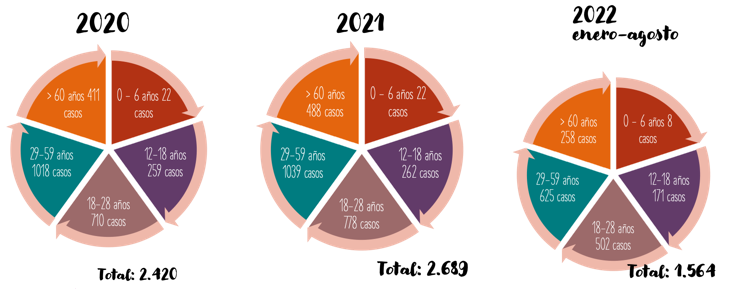 2020
> 60 años 411
casos
0 – 6 años 22
casos
29-59 años
1018 casos
12-18 años
259 casos
18-28 años
710 casos
Total: 2.420
2021
> 60 años
488 casos
0 – 6 años 22
casos
29-59 años
1039 casos
12-18 años
262 casos
18-28 años
778 casos
Total: 2.689
2022
enero-agosto
> 60 años
258 casos
0 – 6 años 8
casos
29-59 años
625 casos
12-18 años
171 casos
18-28 años
502 casos
Total: 1.564